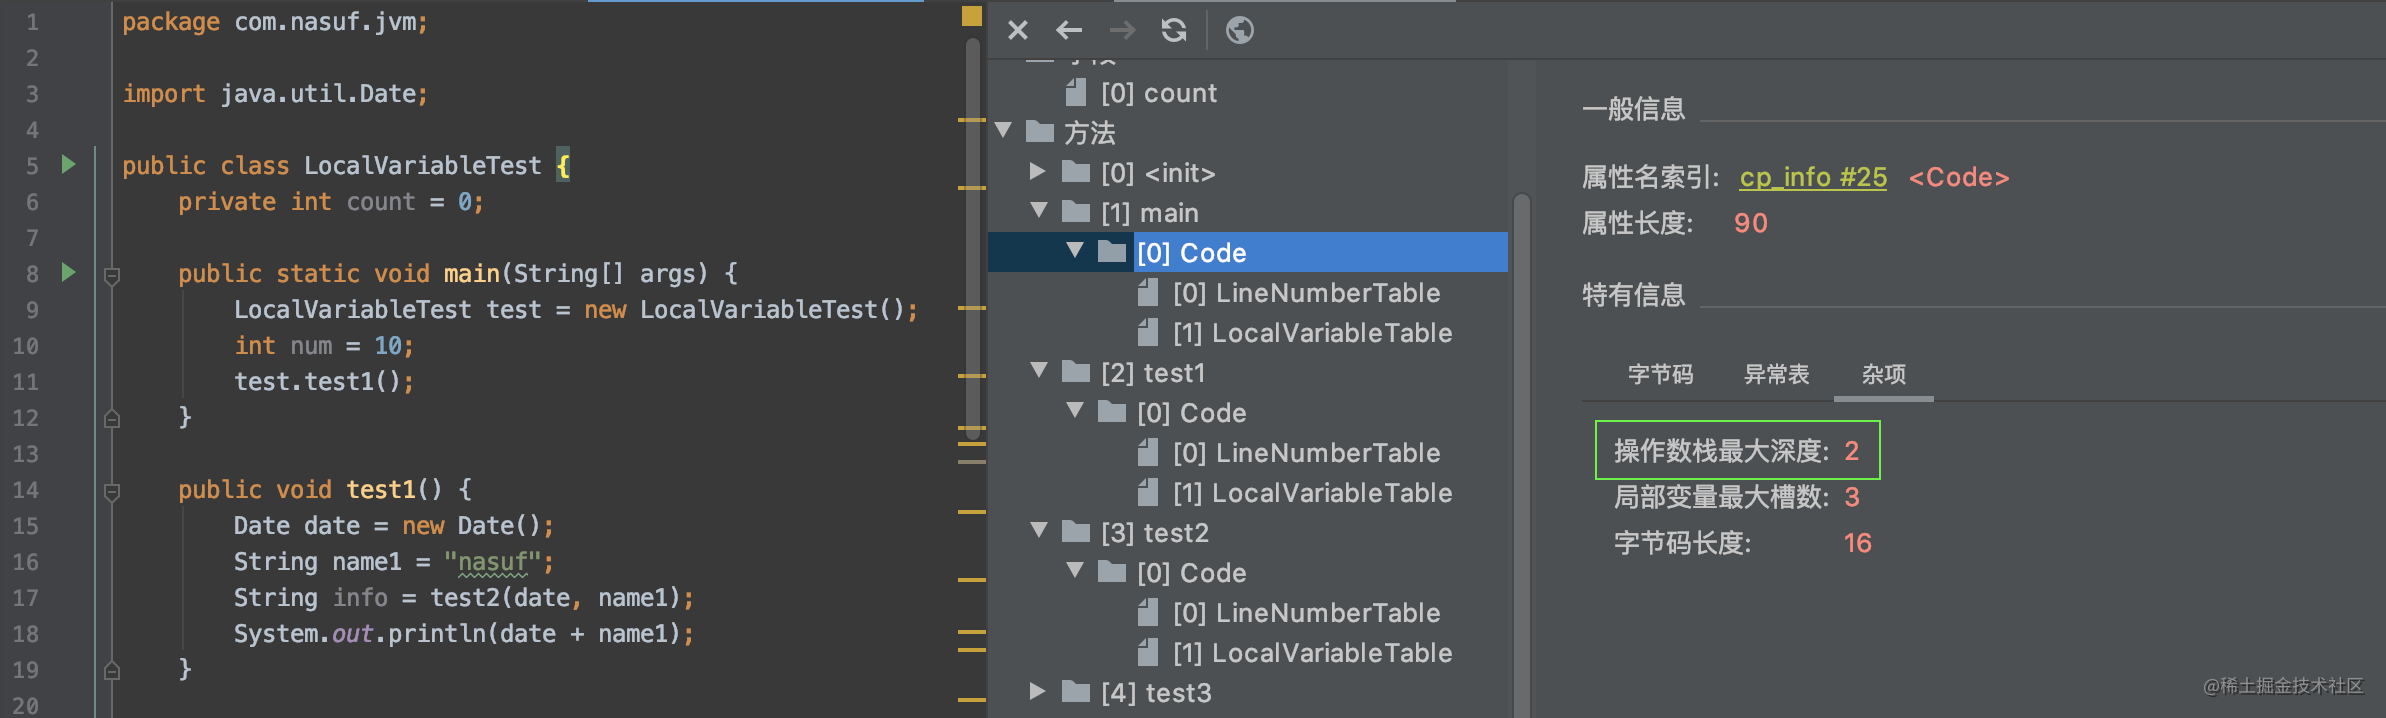 1 package com.nasuf.jvm;
2
3 import java.util.Date;
4
5 public class LocalVariableTest {
6 private int count = 0;
7
8 public static void main(String[] args) {
9 LocalVariableTest test = new LocalVariableTest();
10 int num = 10;
11 test.test1();
12 }
13
14 public void test1() {
15 Date date = new Date();
16 String name1 = "nasuf";
17 String info = test2(date, name1);
18 System.out.println(date + name1);
19 }
20
[0] count
方法
[0] <init>
[1] main
[0] Code
[0] LineNumberTable
[1] LocalVariableTable
[2] test1
[0] Code
[0] LineNumberTable
[1] LocalVariableTable
[3] test2
[0] Code
[0] LineNumberTable
[1] LocalVariableTable
[4] test3
一般信息
属性名索引: cp_info #25 <Code>
属性长度: 90
特有信息
字节码 异常表 杂项
操作数栈最大深度: 2
局部变量最大槽数: 3
字节码长度: 16
@稀土掘金技术社区